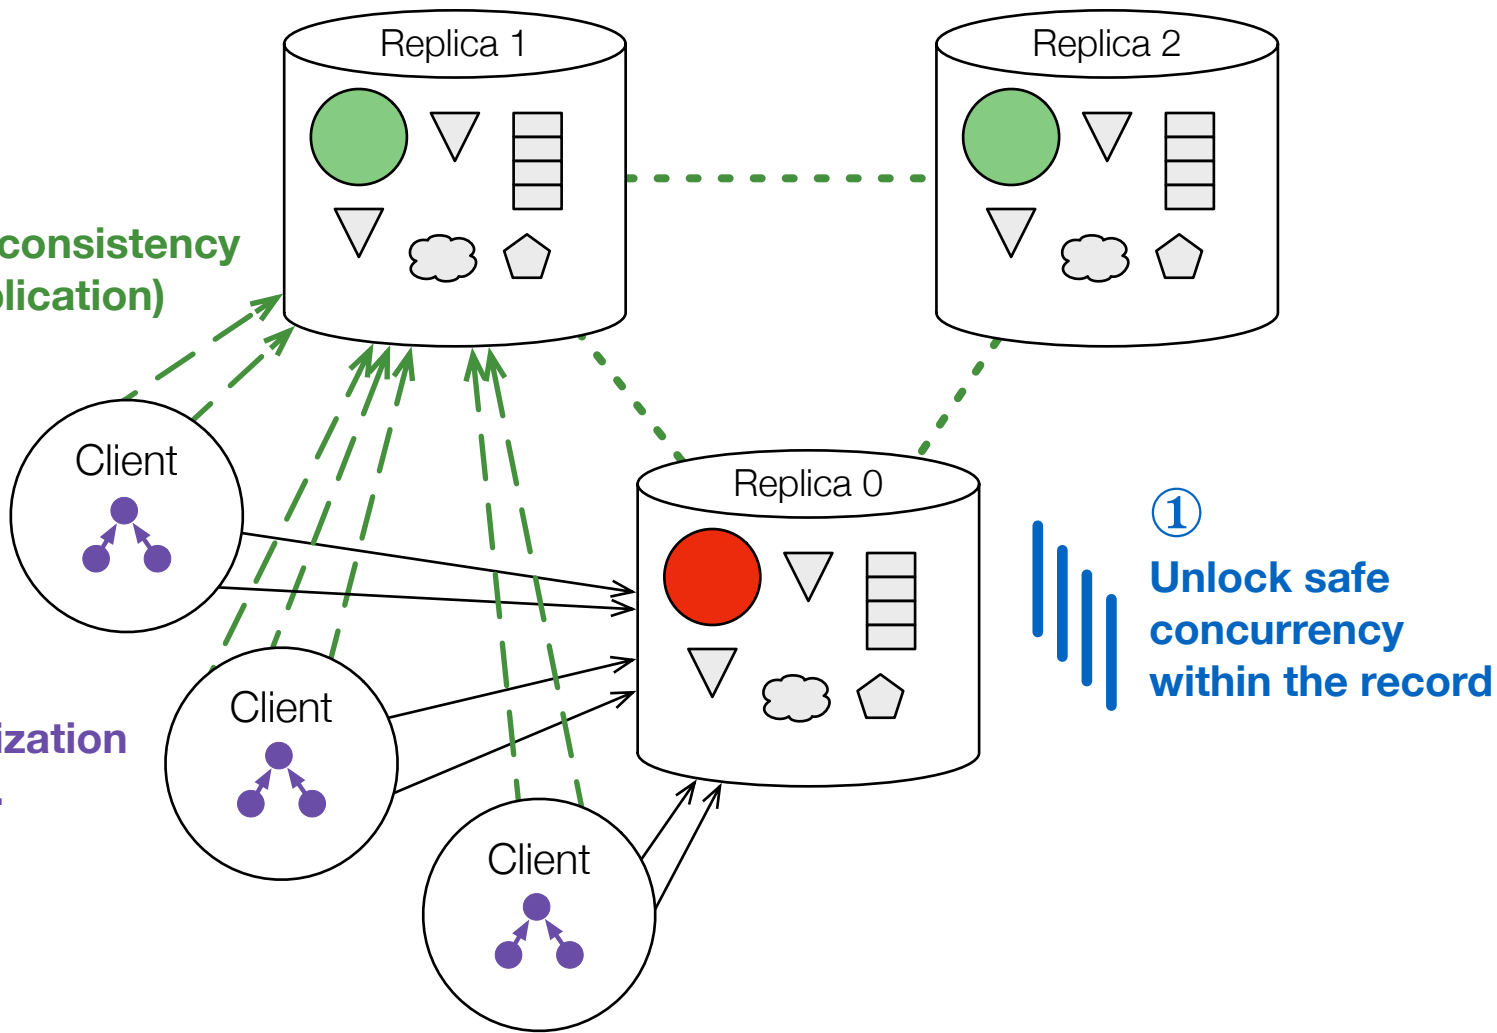 Replica 1
Replica 2
consistency
plication)
Client
Replica 0
①
Unlock safe
concurrency
within the record
Client
ization
Client